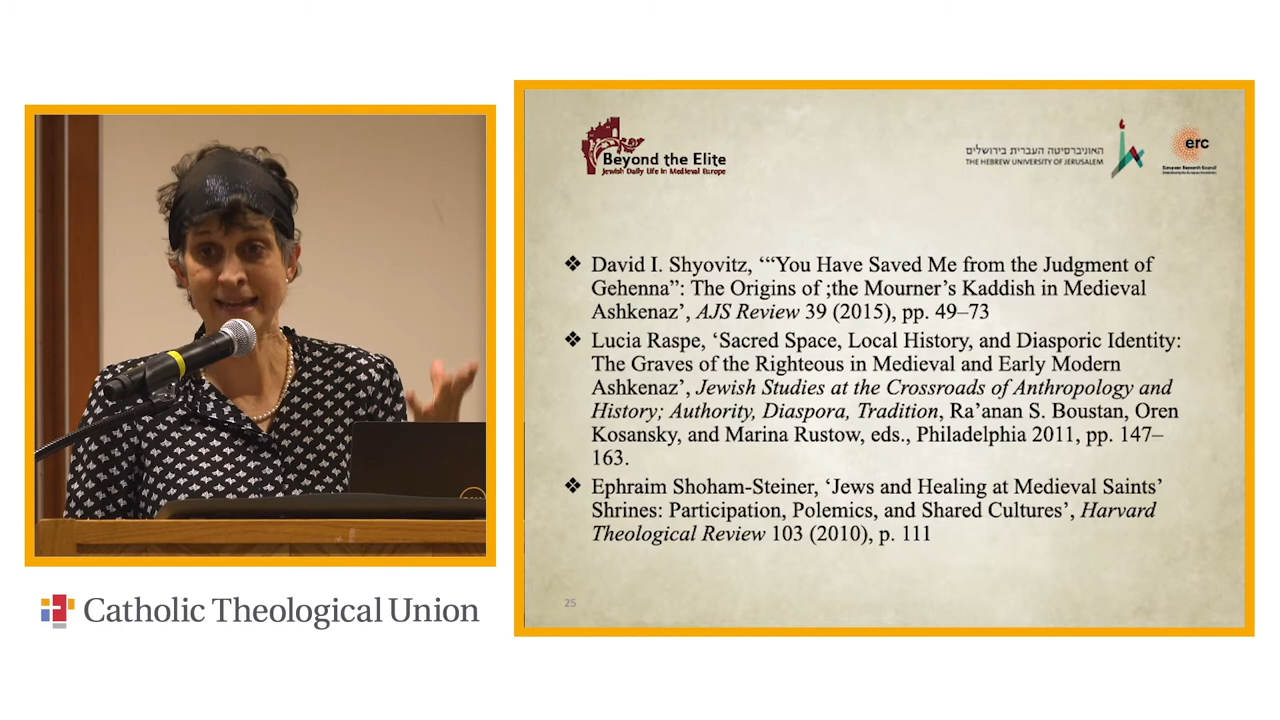 Beyond the Elite
Jewish Daily Life in Medieval Europe
האוניברסיטה העברית בירושלים
THE HEBREW UNIVERSITY OF JERUSALEM
erc
European Research Council
❖ David I. Shyovitz, ‘“You Have Saved Me from the Judgment of
Gehenna”: The Origins of ;the Mourner’s Kaddish in Medieval
Ashkenaz’, AJS Review 39 (2015), pp. 49–73
❖ Lucia Raspe, ‘Sacred Space, Local History, and Diasporic Identity:
The Graves of the Righteous in Medieval and Early Modern
Ashkenaz’, Jewish Studies at the Crossroads of Anthropology and
History; Authority, Diaspora, Tradition, Ra’anan S. Boustan, Oren
Kosansky, and Marina Rustow, eds., Philadelphia 2011, pp. 147–
163.
❖ Ephraim Shoham-Steiner, ‘Jews and Healing at Medieval Saints’
Shrines: Participation, Polemics, and Shared Cultures’, Harvard
Theological Review 103 (2010), p. 111
25
Catholic Theological Union